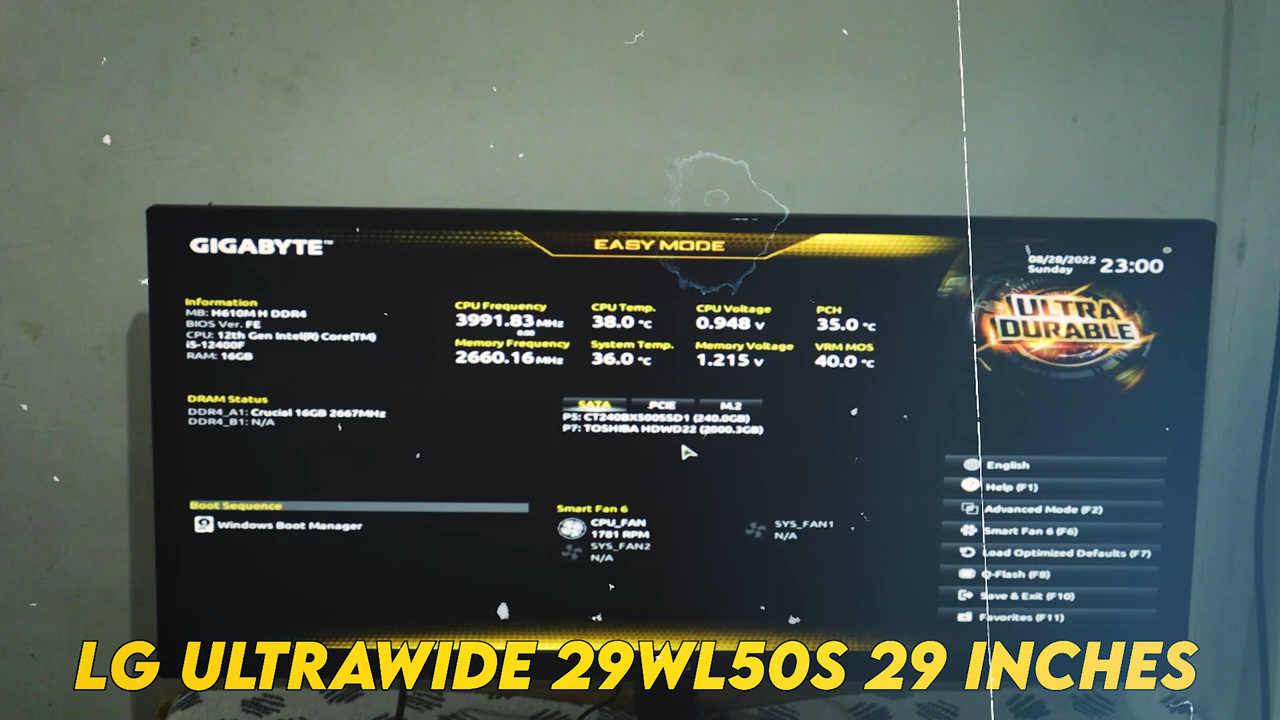 GIGABYTE™
EASY MODE
08/28/2022
Sunday
23:00
ULTRA
DURABLE
Information
MB: H610M H DDR4
BIOS Ver. FE
CPU: 12th Gen Intel(R) Core(TM)
i5-12400F
RAM: 16GB
CPU Frequency
3991.83 MHz
0.00
Memory Frequency
2660.16 MHz
CPU Temp.
38.0 °C
System Temp.
36.0 °C
CPU Voltage
0.948 V
Memory Voltage
1.215 V
PCH
35.0 °C
VRM MOS
40.0 °C
DRAM Status
DDR4_A1: Crucial 16GB 2667MHz
DDR4_B1: N/A
SATA PCIE M.2
P5: CT240BX500SSD1 (240.0GB)
P7: TOSHIBA HDWD22 (2000.3GB)
Boot Sequence
Windows Boot Manager
Smart Fan 6
CPU_FAN
1781 RPM
SYS_FAN2
N/A
SYS_FAN1
N/A
English
Help (F1)
Advanced Mode (F2)
Smart Fan 6 (F6)
Load Optimized Defaults (F7)
Q-Flash (F8)
Save & Exit (F10)
Favorites (F11)
LG ULTRAWIDE 29WL50S 29 INCHES